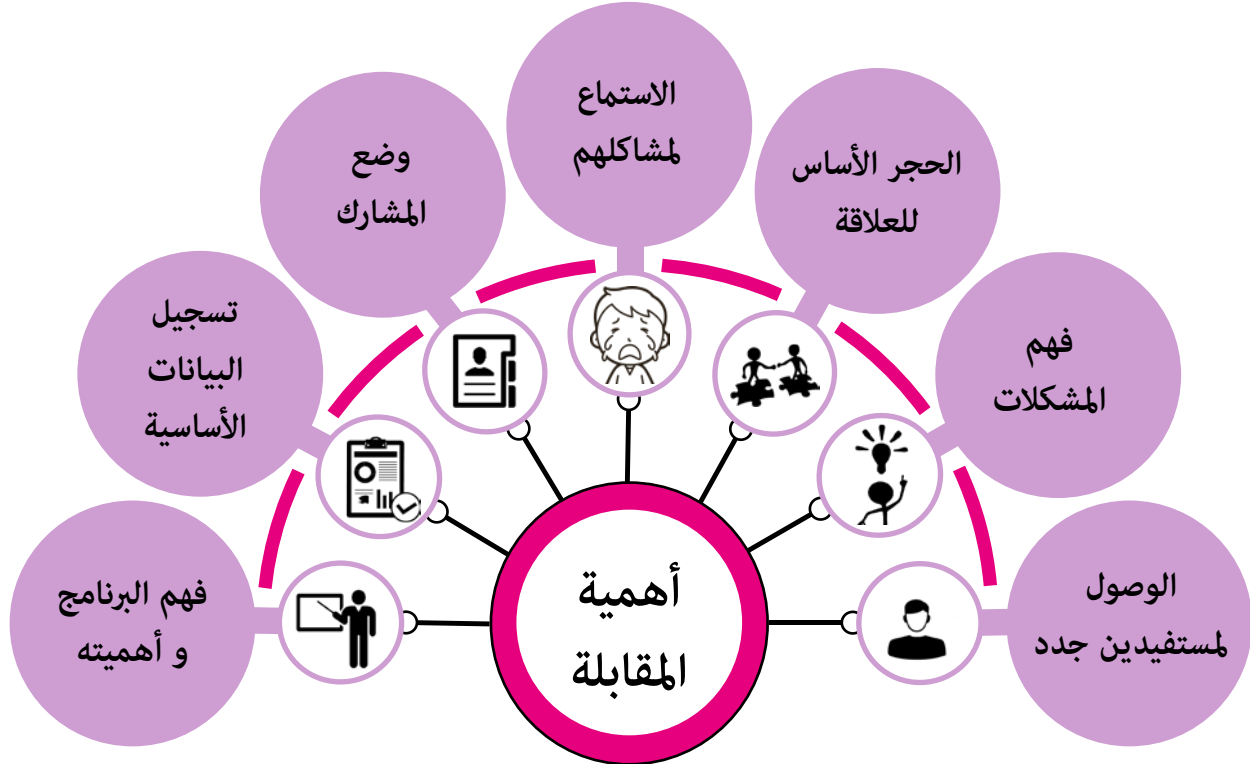 أهمية
المقابلة
الوصول
لمستفيدين جدد
فهم
المشكلات
الحجر الأساس
للعلاقة
الاستماع
لمشاكلهم
وضع
المشارك
تسجيل
البيانات
الأساسية
فهم البرنامج
و أهميته